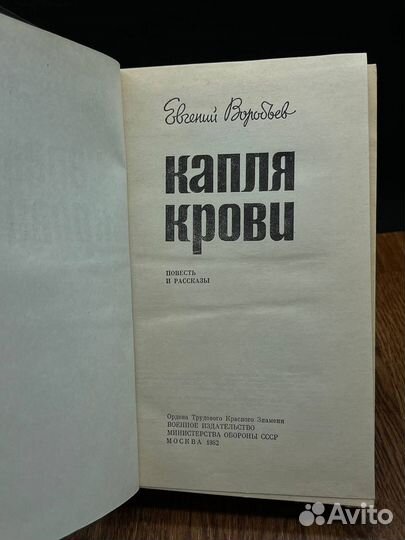 Евгений Воробьев
КАПЛЯ
КРОВИ
ПОВЕСТЬ
И РАССКАЗЫ
Ордена Трудового Красного Знамени
ВОЕННОЕ ИЗДАТЕЛЬСТВО
МИНИСТЕРСТВА ОБОРОНЫ СССР
МОСКВА 1982
Avito